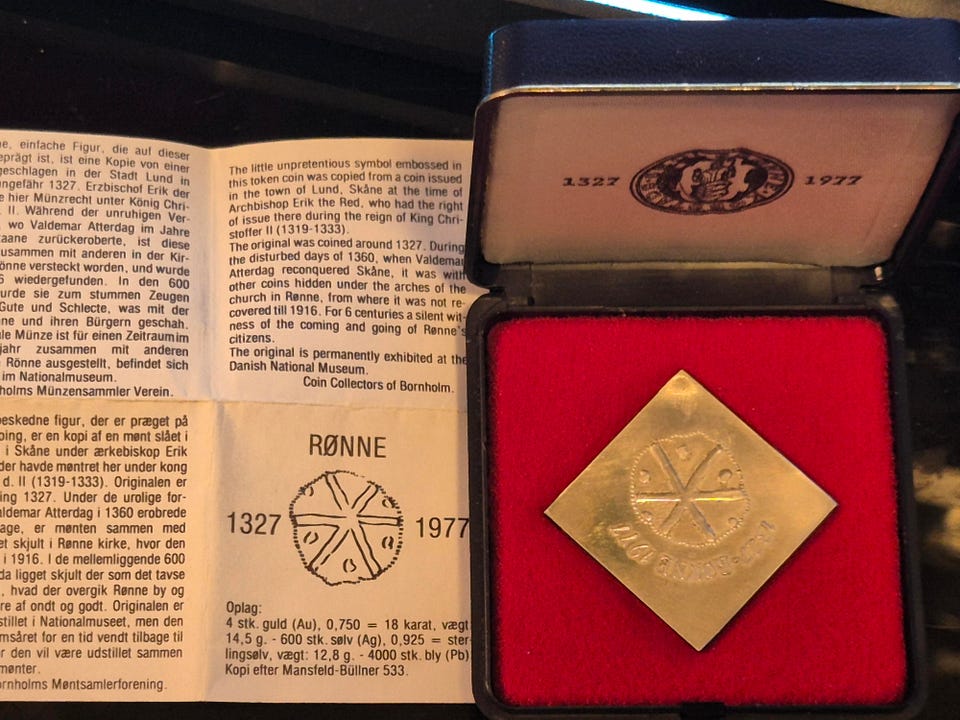 e, einfache Figur, die auf dieser
eprägt ist, ist eine Kopie von einer
geschlagen in der Stadt Lund in
ngefähr 1327. Erzbischof Erik der
e hier Münzrecht unter König Chri-
II. Während der unruhigen Ver-
, wo Valdemar Atterdag im Jahre
taane zurückeroberte, ist diese
usammen mit anderen in der Kir-
önne versteckt worden, und wurde
6 wiedergefunden. In den 600
urde sie zum stummen Zeugen
Gute und Schlecte, was mit der
ne und ihren Bürgern geschah.
le Münze ist für einen Zeitraum im
jahr zusammen mit anderen
Rönne ausgestellt, befindet sich
im Nationalmuseum.
holms Münzensammler Verein.
The little unpretentious symbol embossed in
this token coin was copied from a coin issued
in the town of Lund, Skåne at the time of
Archbishop Erik the Red, who had the right
of issue there during the reign of King Chri-
stoffer II (1319-1333).
The original was coined around 1327. During
the disturbed days of 1360, when Valdemar
Atterdag reconquered Skåne, it was with
other coins hidden under the arches of the
church in Rønne, from where it was not re-
covered till 1916. For 6 centuries a silent wit-
ness of the coming and going of Rønne's
citizens.
The original is permanently exhibited at the
Danish National Museum.
Coin Collectors of Bornholm.
eskedne figur, der er præget på
oing, er en kopi af en mønt slået i
i Skåne under ærkebiskop Erik
der havde møntret her under kong
d. II (1319-1333). Originalen er
ing 1327. Under de urolige for-
aldemar Atterdag i 1360 erobrede
age, er mønten sammen med
et skjult i Rønne kirke, hvor den
i 1916. I de mellemliggende 600
da ligget skjult der som det tavse
, hvad der overgik Rønne by og
re af ondt og godt. Originalen er
stillet i Nationalmuseet, men den
msåret for en tid vendt tilbage til
r den vil være udstillet sammen
mønter.
ornholms Møntsamlerforening.
RØNNE
1327 1977
Oplag:
4 stk. guld (Au), 0,750 = 18 karat, vægt
14,5 g. - 600 stk. sølv (Ag), 0,925 = ster-
lingsølv, vægt: 12,8 g. - 4000 stk. bly (Pb)
Kopi efter Mansfeld-Büllner 533.
1327 1977
1327 · RØNNE 1977